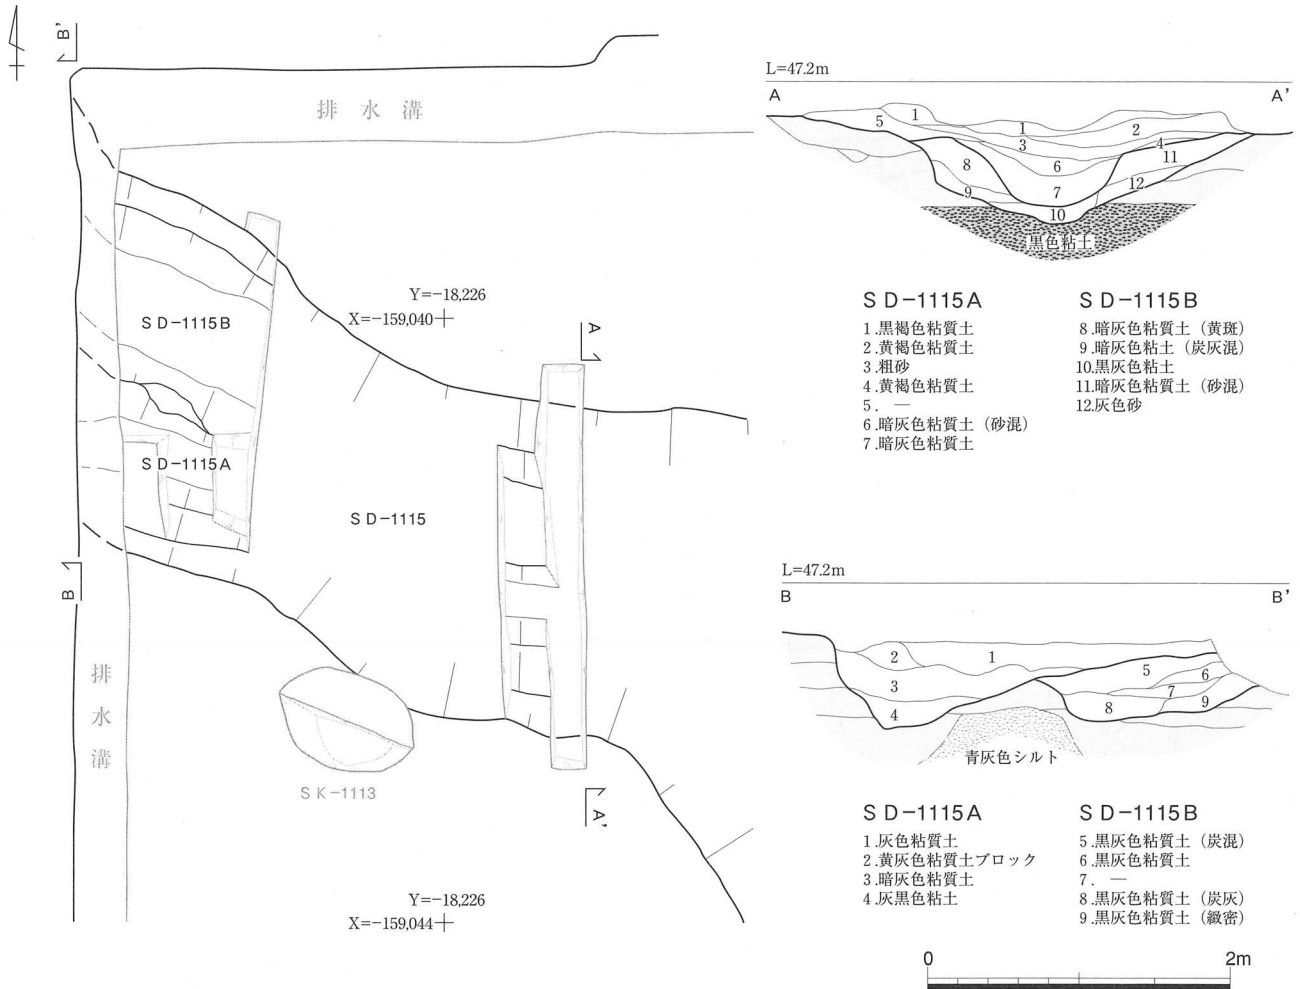 B'
排水溝
Y=-18,226
X=-159,040
A
SD-1115B
SD-1115A
SD-1115
B
排水溝
SK-1113
A'
Y=-18,226
X=-159,044
L=47.2m
A
A'
1
5
1
2
3
4
8
6
11
9
7
12
10
黒色粘土
SD-1115A
1.黒褐色粘質土
2.黄褐色粘質土
3.粗砂
4.黄褐色粘質土
5. ―
6.暗灰色粘質土(砂混)
7.暗灰色粘質土
SD-1115B
8.暗灰色粘質土(黄斑)
9.暗灰色粘土(炭灰混)
10.黒灰色粘土
11.暗灰色粘質土(砂混)
12.灰色砂
L=47.2m
B
B'
2
1
5
6
3
7
8
9
4
青灰色シルト
SD-1115A
1.灰色粘質土
2.黄灰色粘質土ブロック
3.暗灰色粘質土
4.灰黒色粘土
SD-1115B
5.黒灰色粘質土(炭混)
6.黒灰色粘質土
7. ―
8.黒灰色粘質土(炭灰)
9.黒灰色粘質土(緻密)
0
2m